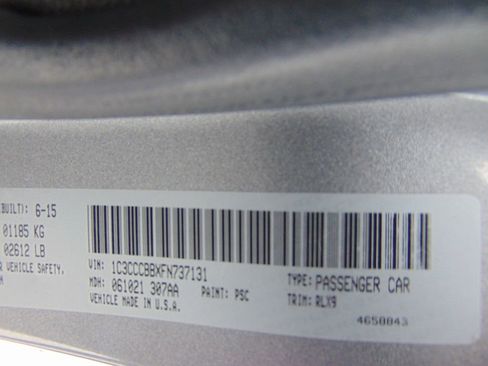 BUILT): 6-15
01185 KG
02612 LB
R VEHICLE SAFETY,
VIN: 1C3CCCBBXFN737131
MDH: 061021 307AA PAINT: PSC
VEHICLE MADE IN U.S.A.
TYPE: PASSENGER CAR
TRIM: RLX9
4658843